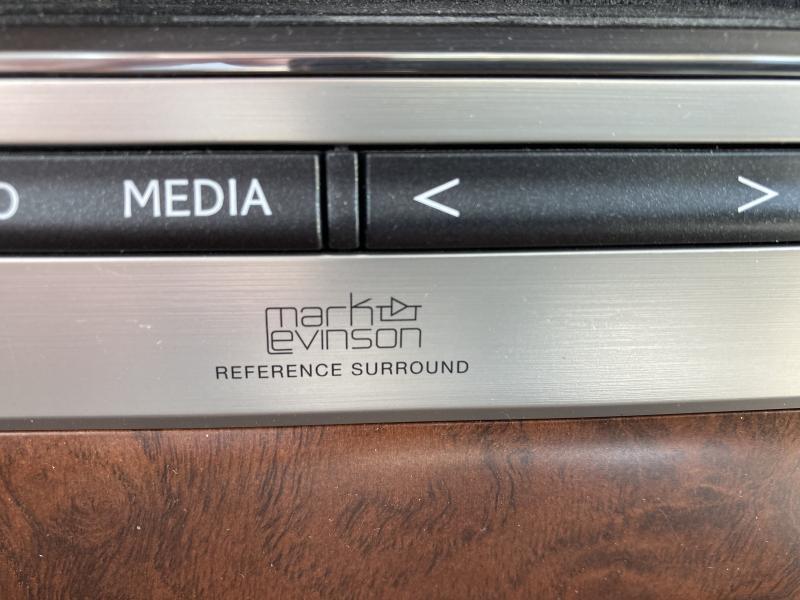 MEDIA < >
mark
Levinson
REFERENCE SURROUND